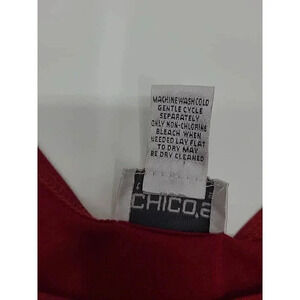 MACHINE WASH COLD
GENTLE CYCLE
SEPARATELY
ONLY NON-CHLORINE
BLEACH WHEN
NEEDED LAY FLAT
TO DRY MAY
BE DRY CLEANED
CHICO,S